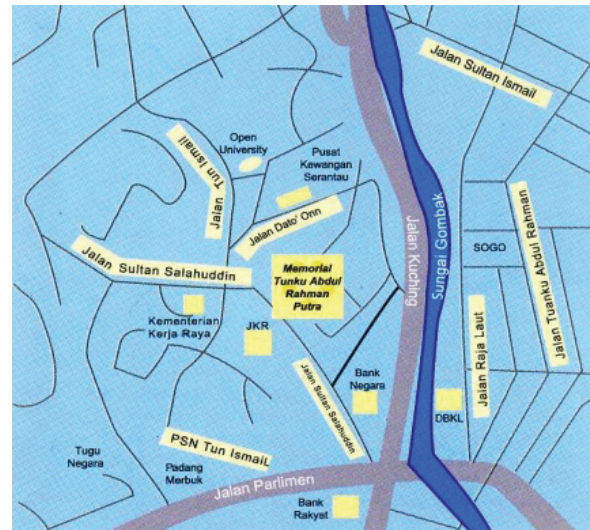 Jalan Sultan Ismail
Open
University
Pusat
Kewangan
Serantau
Jalan Tun Ismail
Jalan Dato' Onn
Jalan Kuching
Sungai Gombak
SOGO
Jalan Tuanku Abdul Rahman
Jalan Sultan Salahuddin
Memorial
Tunku Abdul
Rahman
Putra
Kementerian
Kerja Raya
JKR
Jalan Raja Laut
Jalan Sultan Salahuddin
Bank
Negara
DBKL
PSN Tun IsmaiL
Tugu
Negara
Padang
Merbuk
Jalan Parlimen
Bank
Rakyat